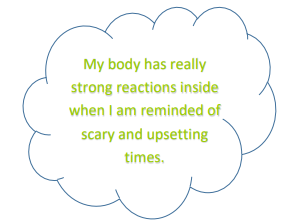 My body has really
strong reactions inside
when I am reminded of
scary and upsetting
times.